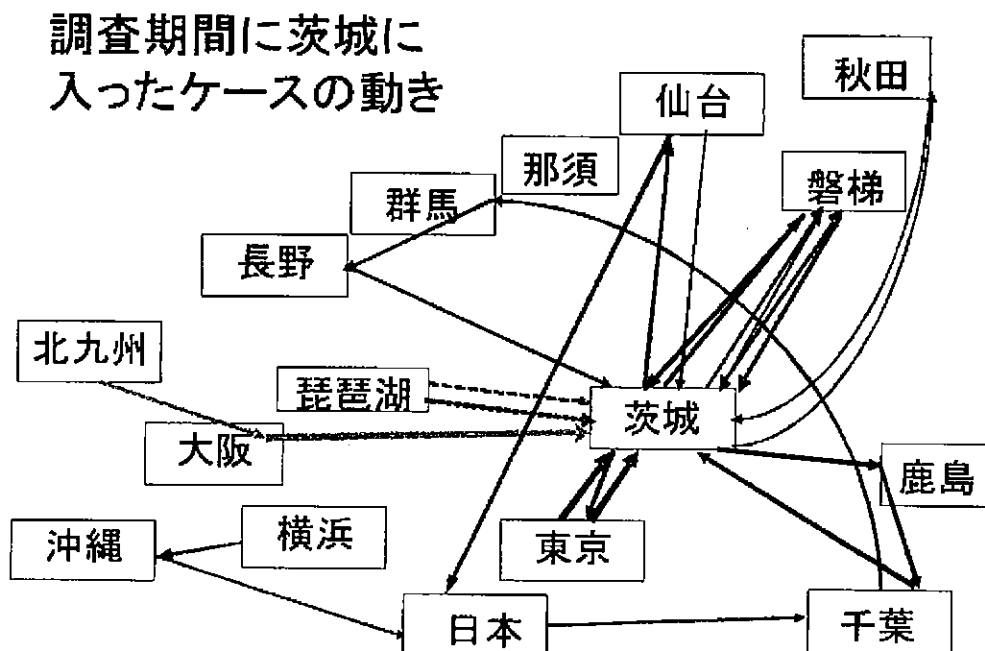 調査期間に茨城に
入ったケースの動き
仙台
秋田
那須
磐梯
群馬
長野
北九州
琵琶湖
茨城
大阪
鹿島
沖縄
横浜
東京
日本
千葉